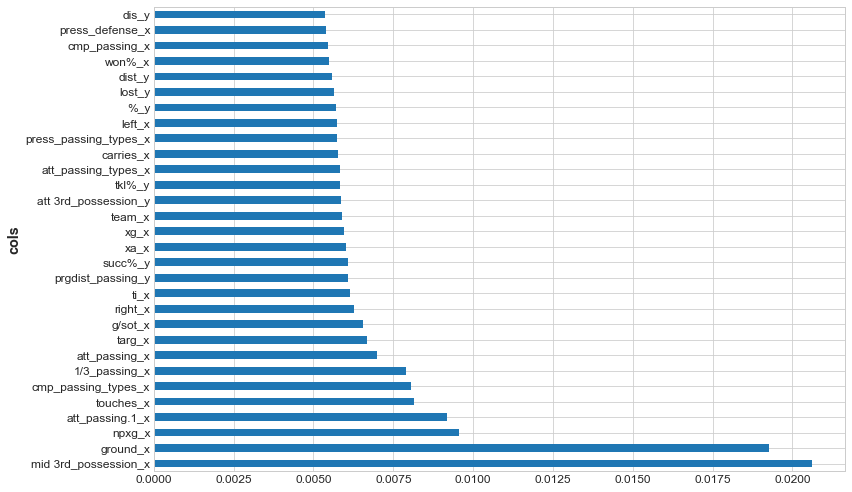 dis_y
press_defense_x
cmp_passing_x
won%_x
dist_y
lost_y
%_y
left_x
press_passing_types_x
carries_x
att_passing_types_x
tkl%_y
att 3rd_possession_y
team_x
xg_x
xa_x
succ%_y
prgdist_passing_y
ti_x
right_x
g/sot_x
targ_x
att_passing_x
1/3_passing_x
cmp_passing_types_x
touches_x
att_passing.1_x
npxg_x
ground_x
mid 3rd_possession_x
cols
0.0000 0.0025 0.0050 0.0075 0.0100 0.0125 0.0150 0.0175 0.0200